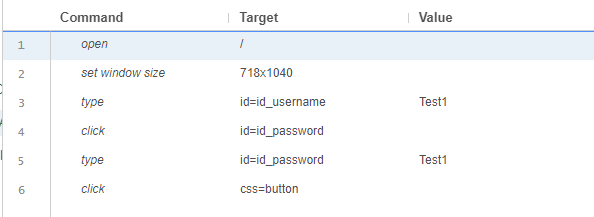 Command Target Value
1 open /
2 set window size 718x1040
3 type id=id_username Test1
4 click id=id_password
5 type id=id_password Test1
6 click css=button